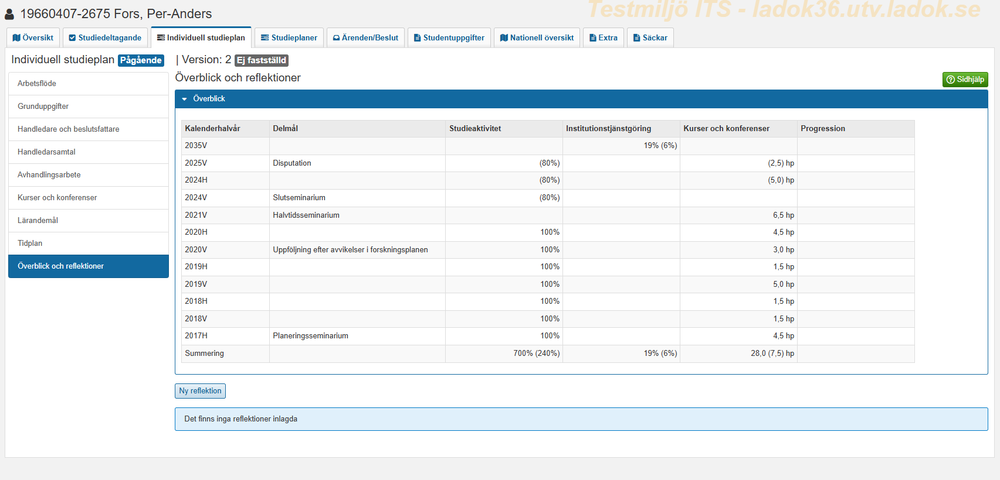 Testmiljö ITS - ladok36.utv.ladok.se
19660407-2675 Fors, Per-Anders
Översikt Studiedeltagande Individuell studieplan Studieplaner Ärenden/Beslut Studentuppgifter Nationell översikt Extra Säckar
Individuell studieplan Pågående | Version: 2 Ej fastställd
Arbetsflöde
Grunduppgifter
Handledare och beslutsfattare
Handledarsamtal
Avhandlingsarbete
Kurser och konferenser
Lärandemål
Tidplan
Överblick och reflektioner
Överblick och reflektioner
Sidhjälp
Överblick
Kalenderhalvår Delmål Studieaktivitet Institutionstjänstgöring Kurser och konferenser Progression
2035V 19% (6%)
2025V Disputation (80%) (2,5) hp
2024H (80%) (5,0) hp
2024V Slutseminarium (80%)
2021V Halvtidsseminarium 6,5 hp
2020H 100% 4,5 hp
2020V Uppföljning efter avvikelser i forskningsplanen 100% 3,0 hp
2019H 100% 1,5 hp
2019V 100% 5,0 hp
2018H 100% 1,5 hp
2018V 100% 1,5 hp
2017H Planeringsseminarium 100% 4,5 hp
Summering 700% (240%) 19% (6%) 28,0 (7,5) hp
Ny reflektion
Det finns inga reflektioner inlagda